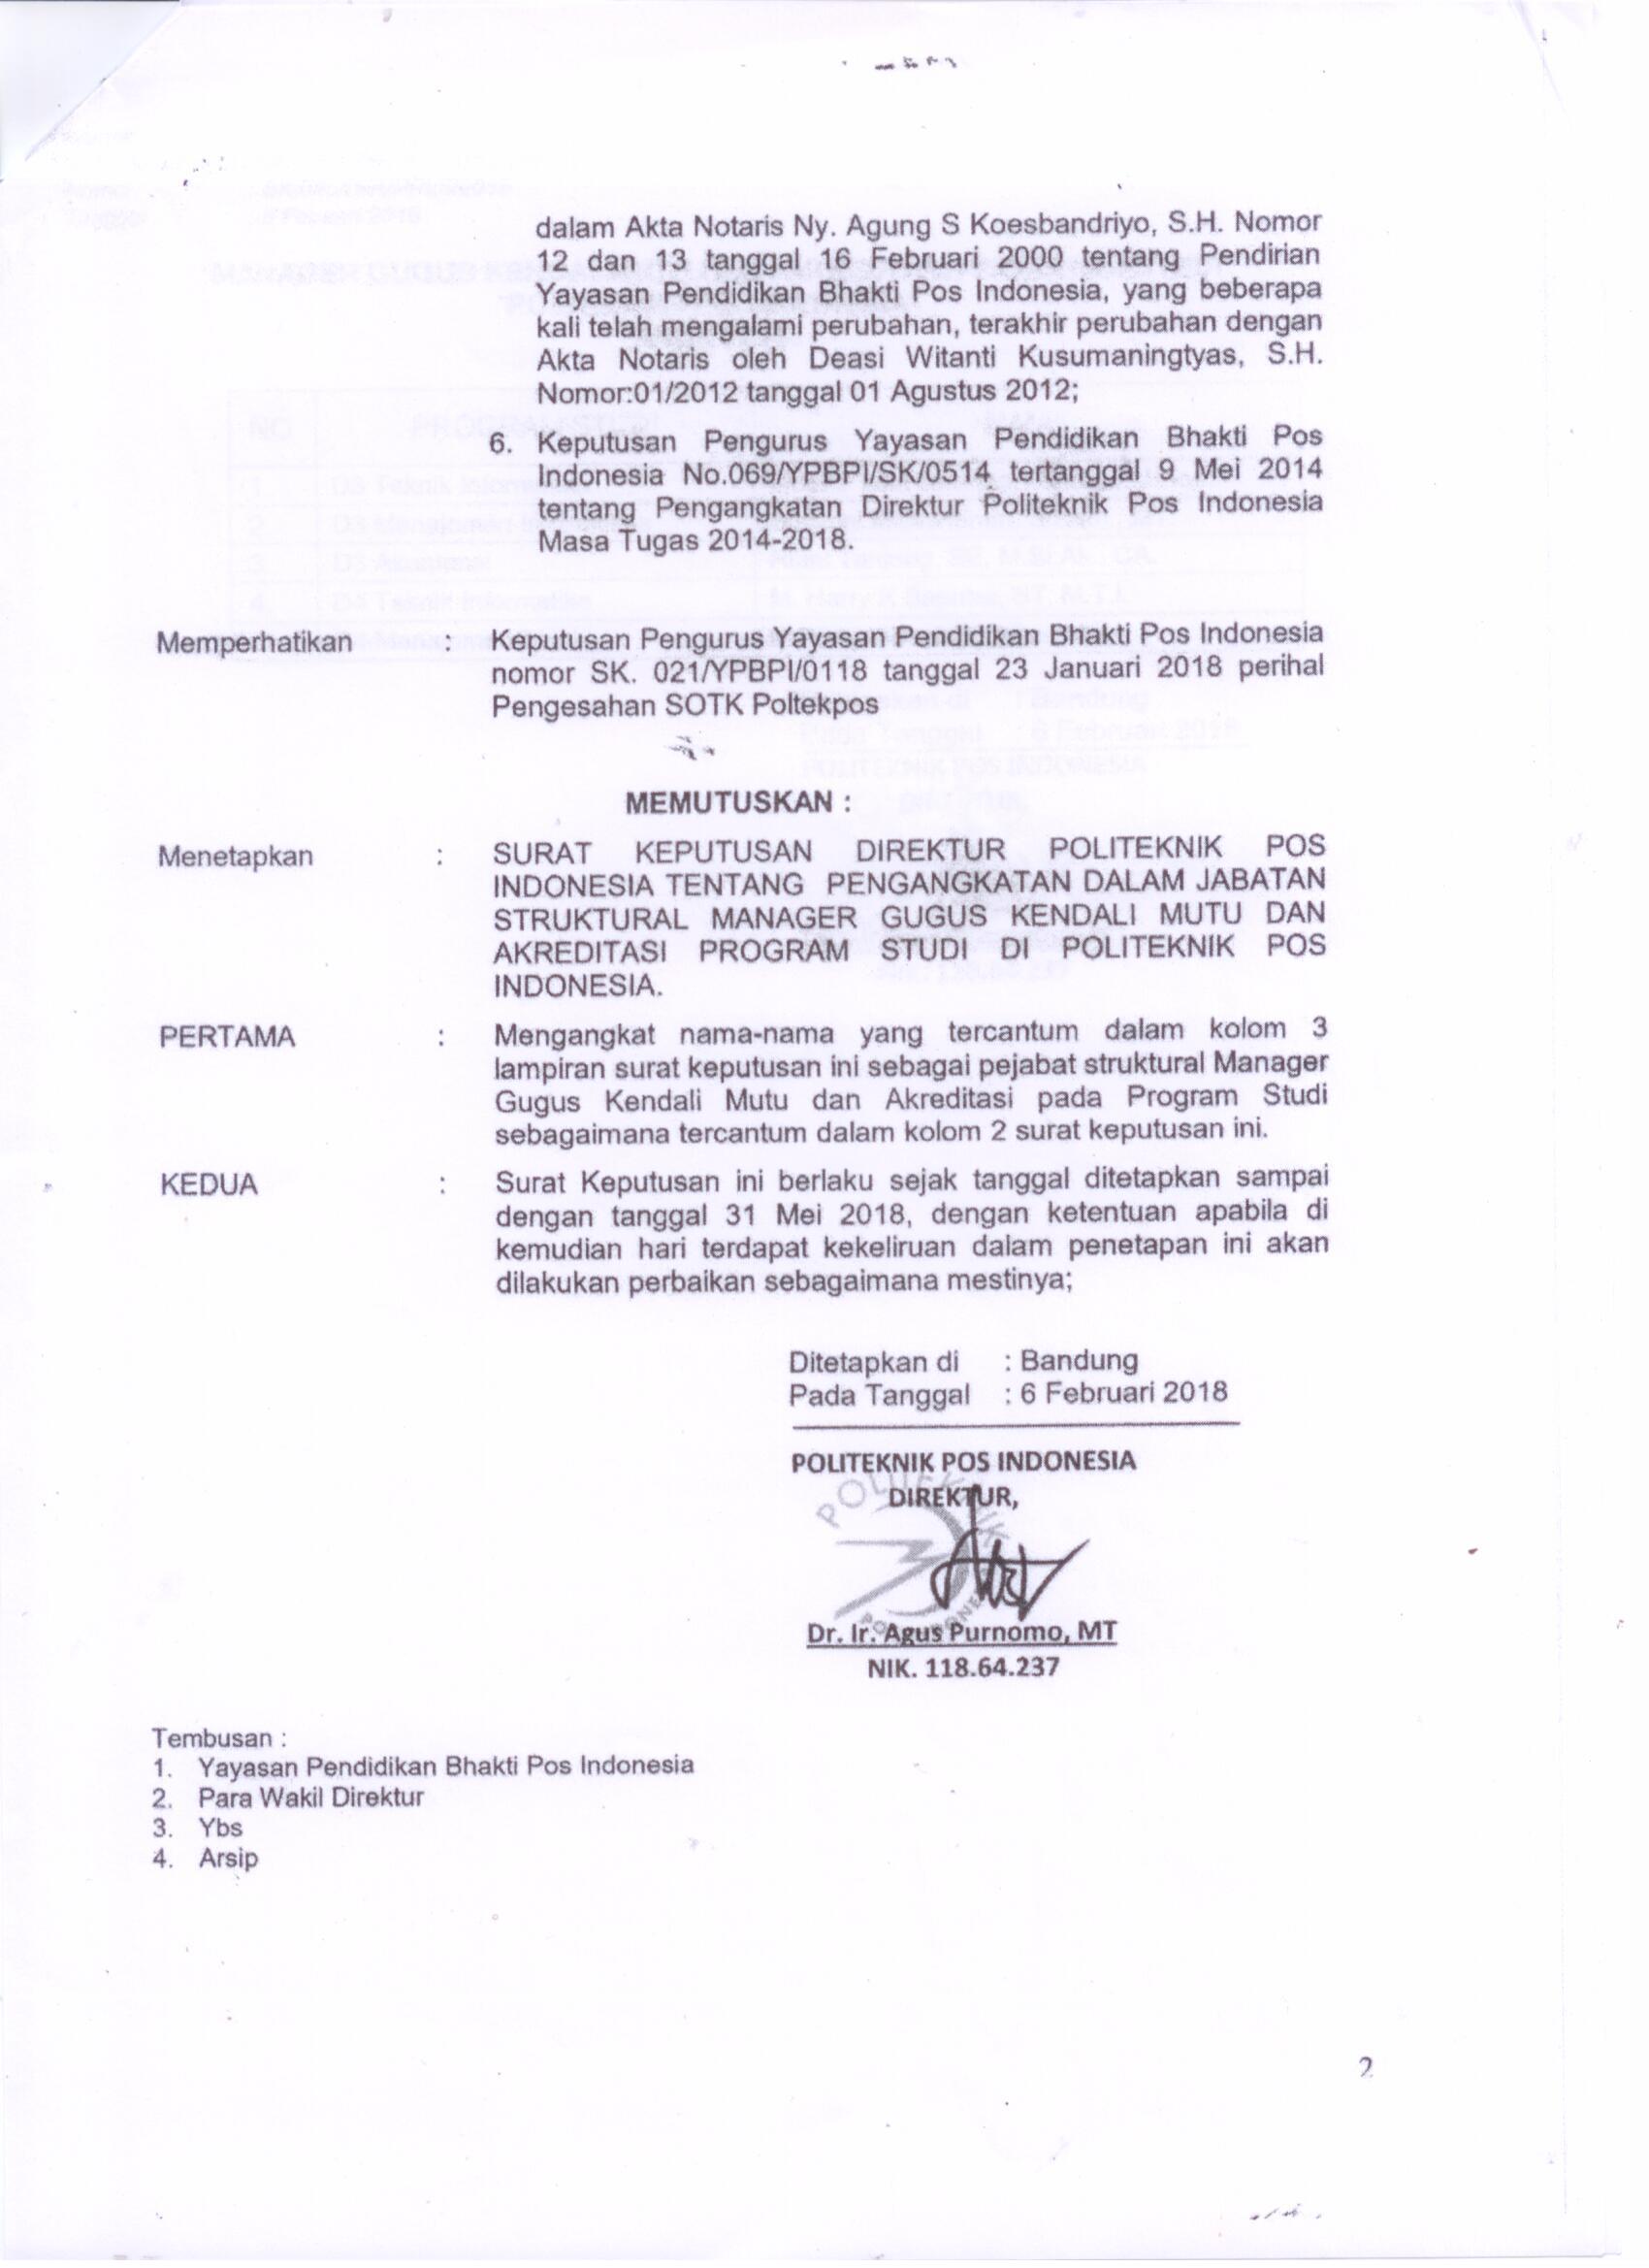 dalam Akta Notaris Ny. Agung S Koesbandriyo, S.H. Nomor
12 dan 13 tanggal 16 Februari 2000 tentang Pendirian
Yayasan Pendidikan Bhakti Pos Indonesia, yang beberapa
kali telah mengalami perubahan, terakhir perubahan dengan
Akta Notaris oleh Deasi Witanti Kusumaningtyas, S.H.
Nomor:01/2012 tanggal 01 Agustus 2012;
6. Keputusan Pengurus Yayasan Pendidikan Bhakti Pos
Indonesia No.069/YPBPI/SK/0514 tertanggal 9 Mei 2014
tentang Pengangkatan Direktur Politeknik Pos Indonesia
Masa Tugas 2014-2018.
Memperhatikan : Keputusan Pengurus Yayasan Pendidikan Bhakti Pos Indonesia
nomor SK. 021/YPBPI/0118 tanggal 23 Januari 2018 perihal
Pengesahan SOTK Poltekpos
MEMUTUSKAN :
Menetapkan : SURAT KEPUTUSAN DIREKTUR POLITEKNIK POS
INDONESIA TENTANG PENGANGKATAN DALAM JABATAN
STRUKTURAL MANAGER GUGUS KENDALI MUTU DAN
AKREDITASI PROGRAM STUDI DI POLITEKNIK POS
INDONESIA.
PERTAMA : Mengangkat nama-nama yang tercantum dalam kolom 3
lampiran surat keputusan ini sebagai pejabat struktural Manager
Gugus Kendali Mutu dan Akreditasi pada Program Studi
sebagaimana tercantum dalam kolom 2 surat keputusan ini.
KEDUA : Surat Keputusan ini berlaku sejak tanggal ditetapkan sampai
dengan tanggal 31 Mei 2018, dengan ketentuan apabila di
kemudian hari terdapat kekeliruan dalam penetapan ini akan
dilakukan perbaikan sebagaimana mestinya;
Ditetapkan di : Bandung
Pada Tanggal : 6 Februari 2018
POLITEKNIK POS INDONESIA
DIREKTUR,
POLITEKNIK
Dr. Ir. Agus Purnomo, MT
NIK. 118.64.237
Tembusan :
1. Yayasan Pendidikan Bhakti Pos Indonesia
2. Para Wakil Direktur
3. Ybs
4. Arsip
2